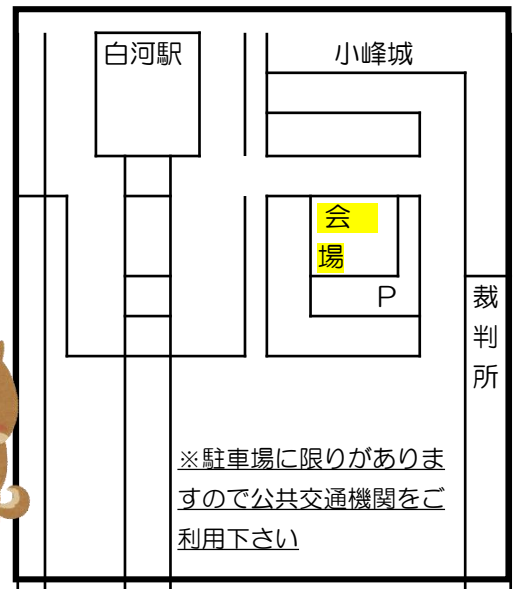 白河駅
小峰城
会
場
P
裁
判
所
※駐車場に限りがありま
すので公共交通機関をご
利用下さい